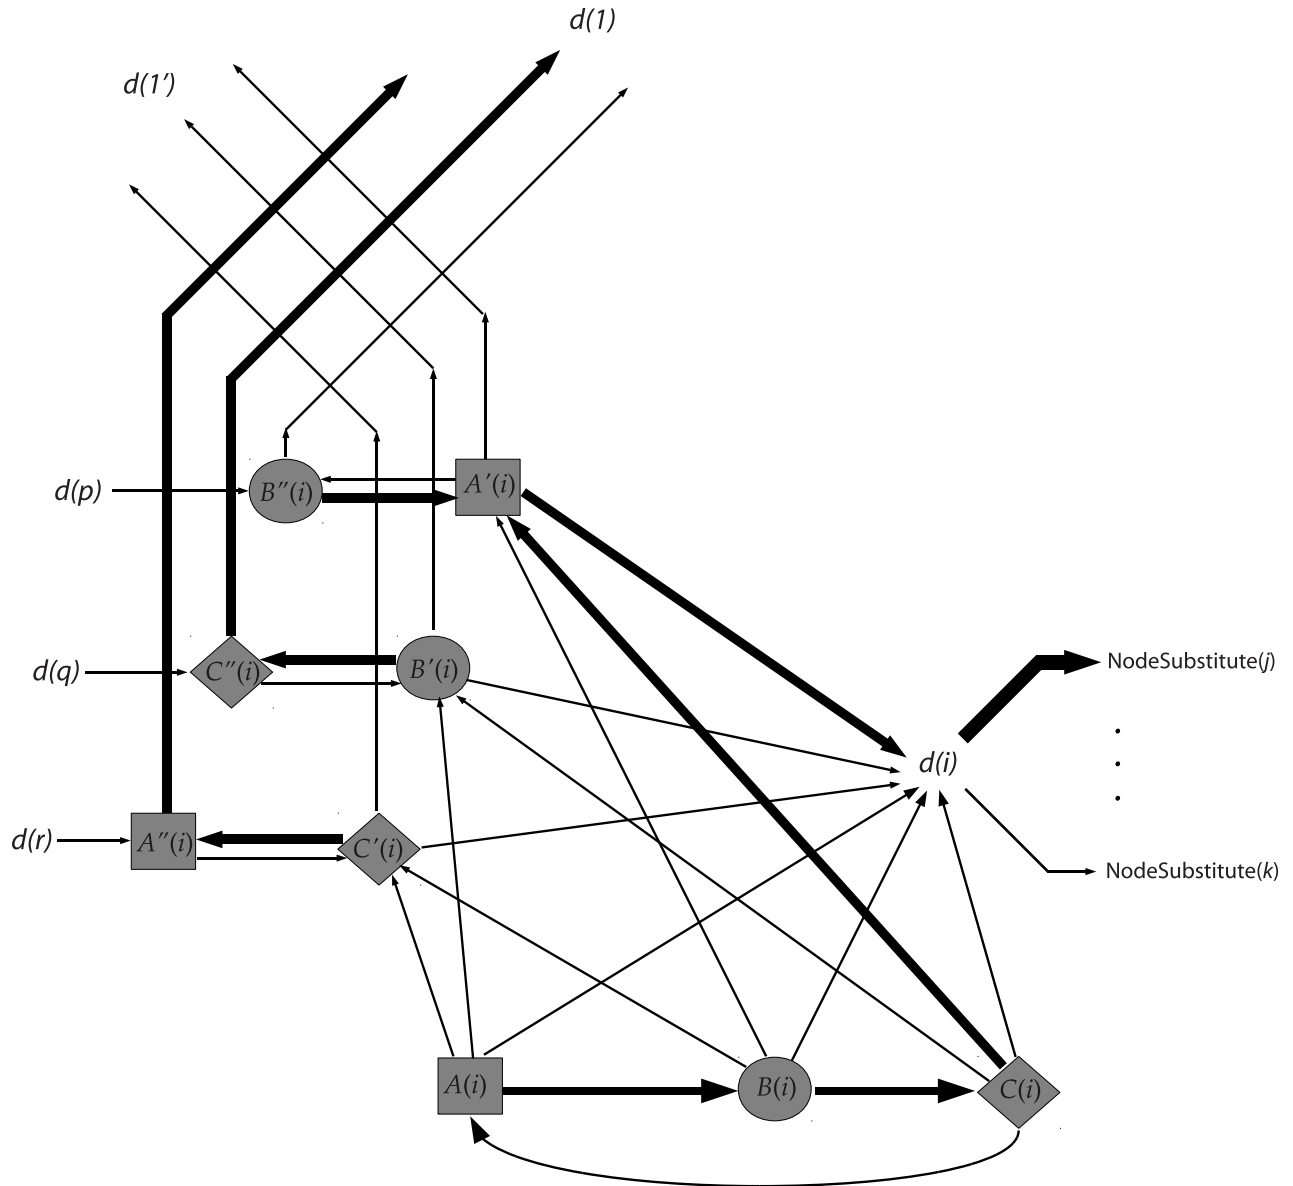 d(1)
d(1′)
d(p)
B″(i)
A′(i)
d(q)
C″(i)
B′(i)
NodeSubstitute(j)
d(i)
d(r)
A″(i)
C′(i)
NodeSubstitute(k)
A(i)
B(i)
C(i)